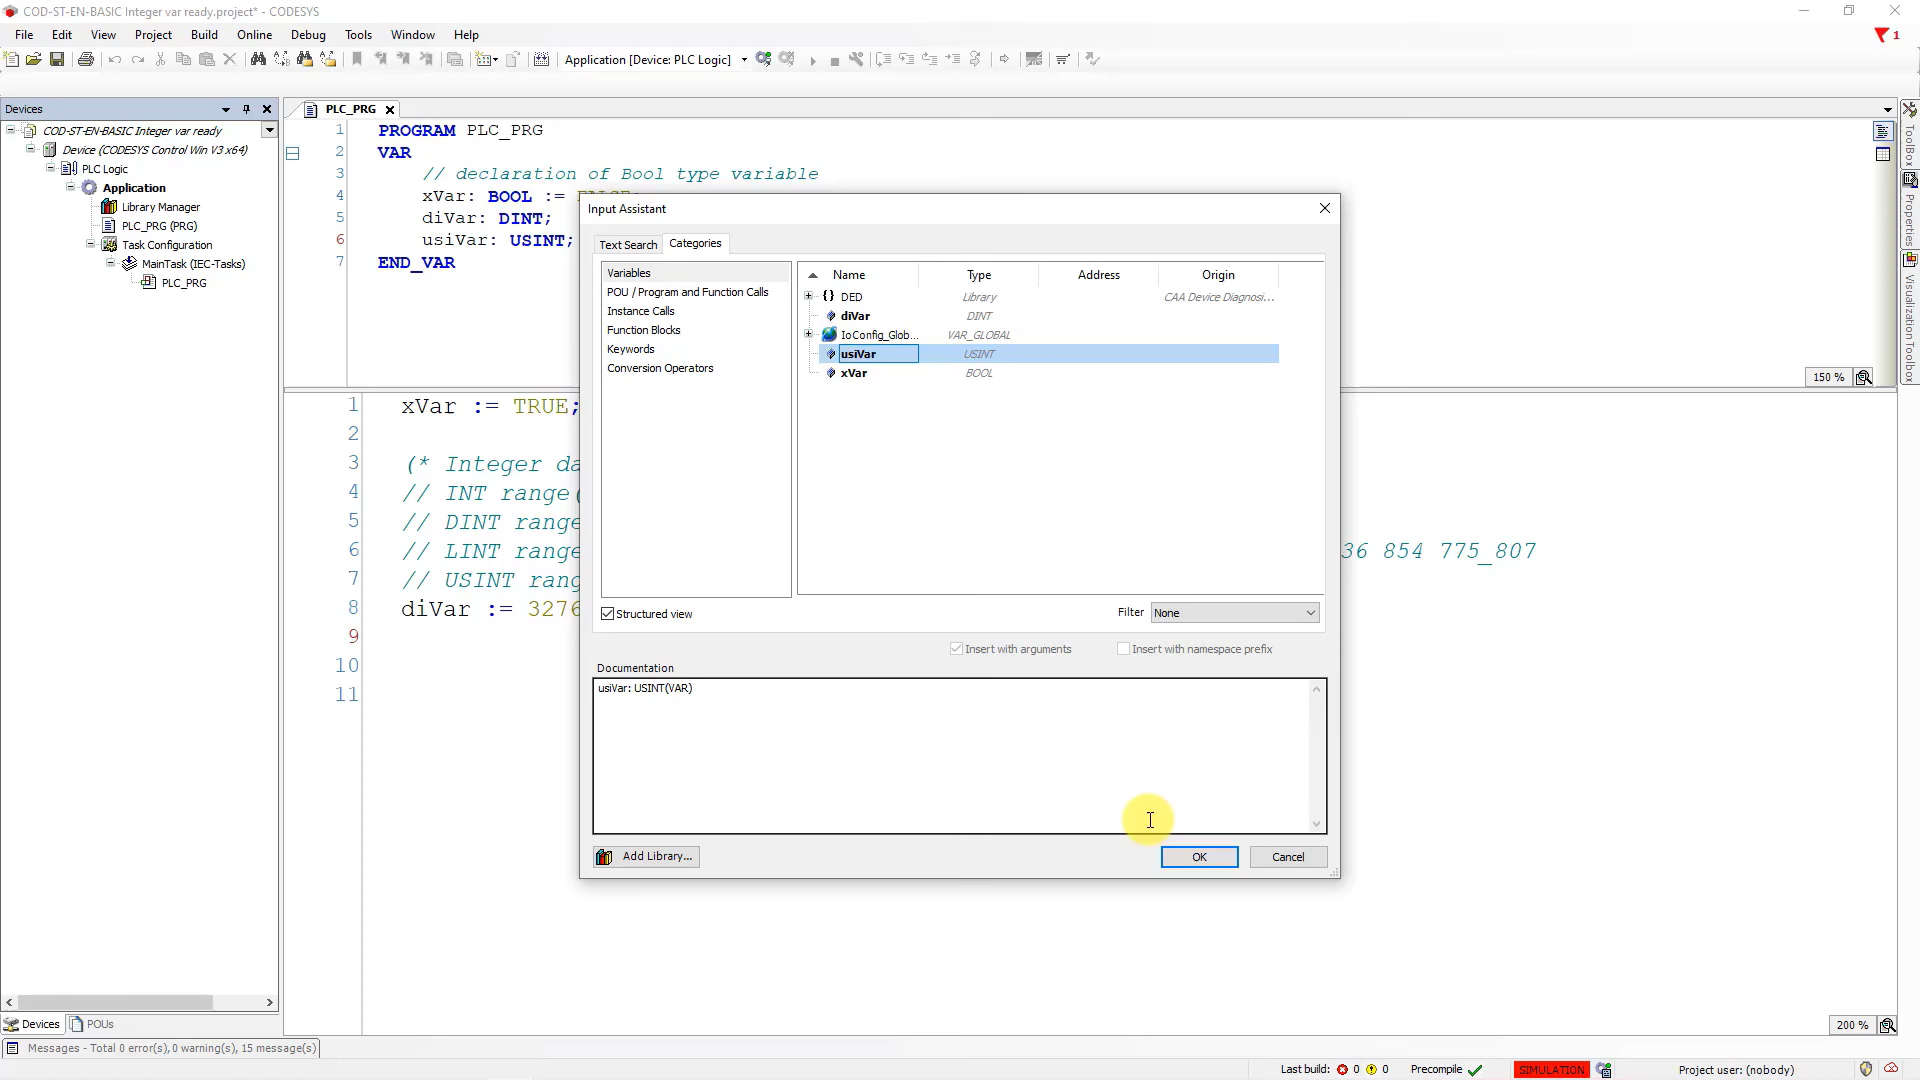 COD-ST-EN-BASIC Integer var ready.project* - CODESYS
File Edit View Project Build Online Debug Tools Window Help
1
Application [Device: PLC Logic]
Devices
COD-ST-EN-BASIC Integer var ready
Device (CODESYS Control Win V3 x64)
PLC Logic
Application
Library Manager
PLC_PRG (PRG)
Task Configuration
MainTask (IEC-Tasks)
PLC_PRG
Devices POUs
PLC_PRG
1 PROGRAM PLC_PRG
2 VAR
3 // declaration of Bool type variable
4 xVar: BOOL :=
5 diVar: DINT;
6 usiVar: USINT;
7 END_VAR
150 %
1 xVar := TRUE;
2
3 (* Integer da
4 // INT range(
5 // DINT range
6 // LINT range 36 854 775_807
7 // USINT rang
8 diVar := 3276
9
10
11
200 %
Input Assistant
Text Search Categories
Variables
POU / Program and Function Calls
Instance Calls
Function Blocks
Keywords
Conversion Operators
Name Type Address Origin
{} DED Library CAA Device Diagnosi...
diVar DINT
IoConfig_Glob... VAR_GLOBAL
usiVar USINT
xVar BOOL
Structured view
Filter None
Insert with arguments Insert with namespace prefix
Documentation
usiVar: USINT(VAR)
Add Library... OK Cancel
ToolBox
Properties
Visualization Toolbox
Messages - Total 0 error(s), 0 warning(s), 15 message(s)
Last build: 0 0 Precompile SIMULATION Project user: (nobody)